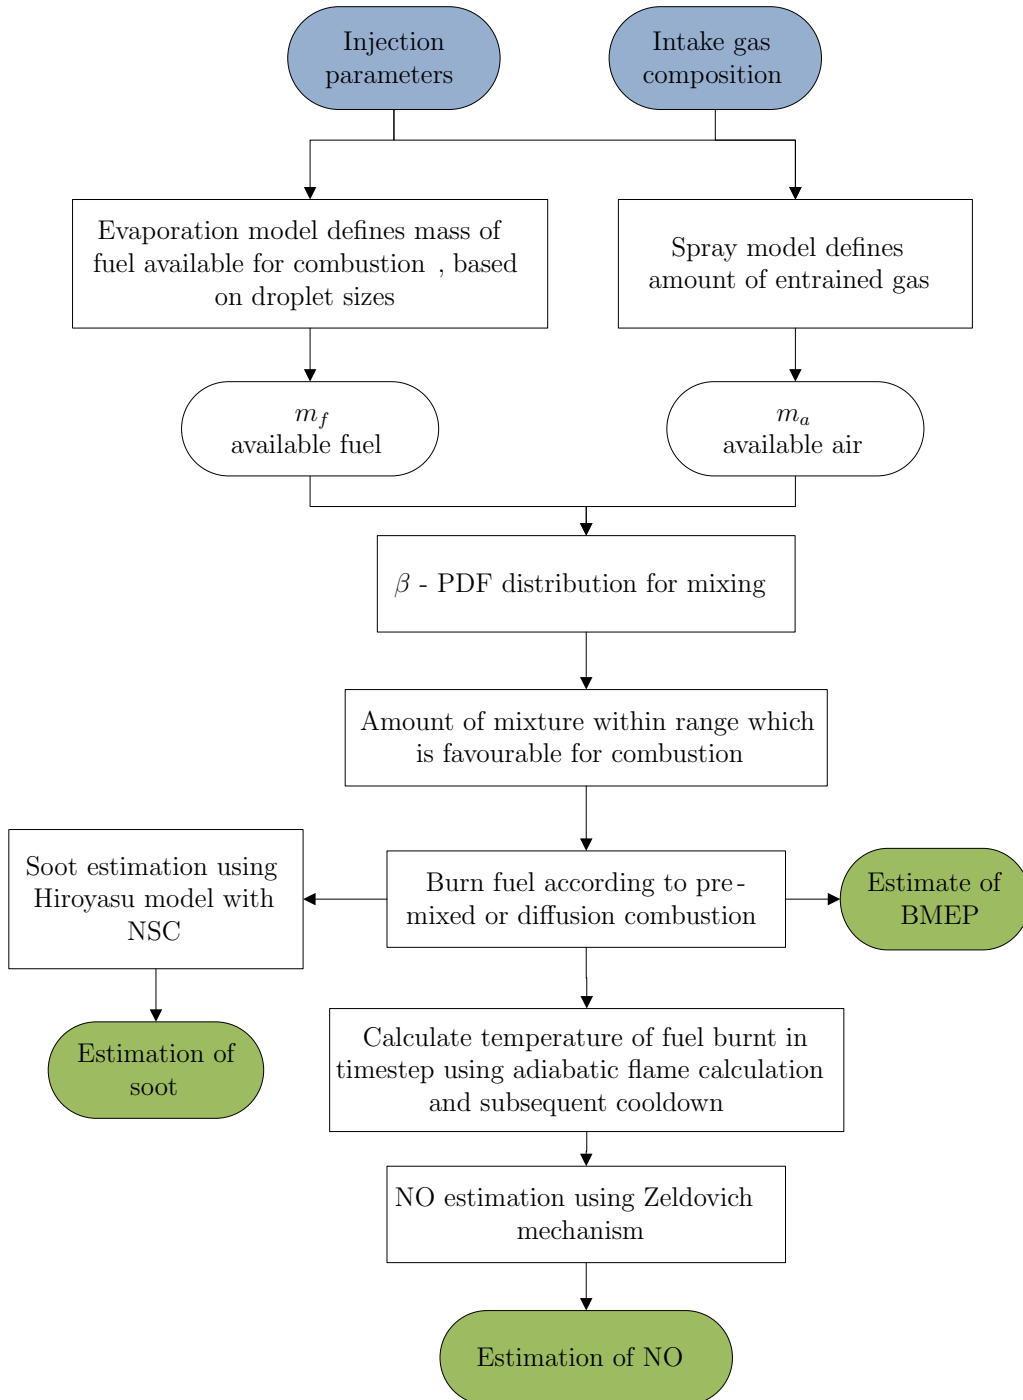 Injection
parameters
Intake gas
composition
Evaporation model defines mass of
fuel available for combustion , based
on droplet sizes
Spray model defines
amount of entrained gas
m_f
available fuel
m_a
available air
β - PDF distribution for mixing
Amount of mixture within range which
is favourable for combustion
Soot estimation using
Hiroyasu model with
NSC
Burn fuel according to pre-
mixed or diffusion combustion
Estimate of
BMEP
Estimation of
soot
Calculate temperature of fuel burnt in
timestep using adiabatic flame calculation
and subsequent cooldown
NO estimation using Zeldovich
mechanism
Estimation of NO